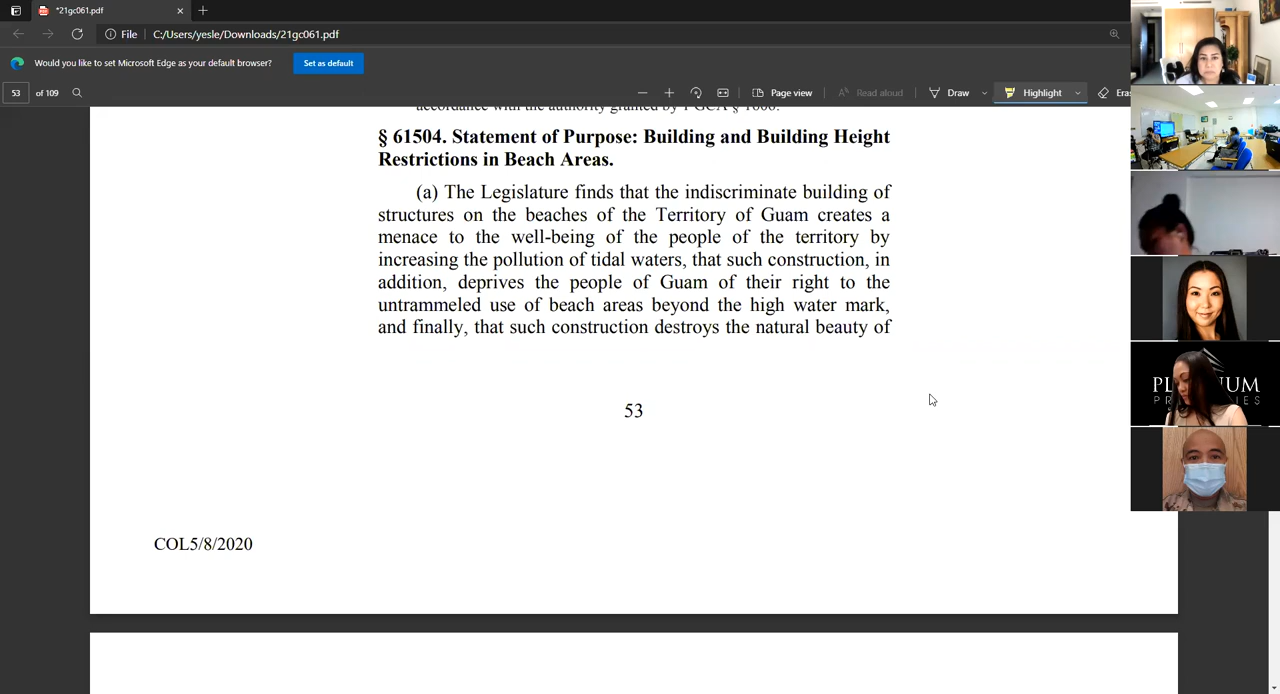 *21gc061.pdf
File C:/Users/yesle/Downloads/21gc061.pdf
Would you like to set Microsoft Edge as your default browser? Set as default
53 of 109 Page view Read aloud Draw Highlight
§ 61504. Statement of Purpose: Building and Building Height
Restrictions in Beach Areas.
(a) The Legislature finds that the indiscriminate building of
structures on the beaches of the Territory of Guam creates a
menace to the well-being of the people of the territory by
increasing the pollution of tidal waters, that such construction, in
addition, deprives the people of Guam of their right to the
untrammeled use of beach areas beyond the high water mark,
and finally, that such construction destroys the natural beauty of
53
COL5/8/2020